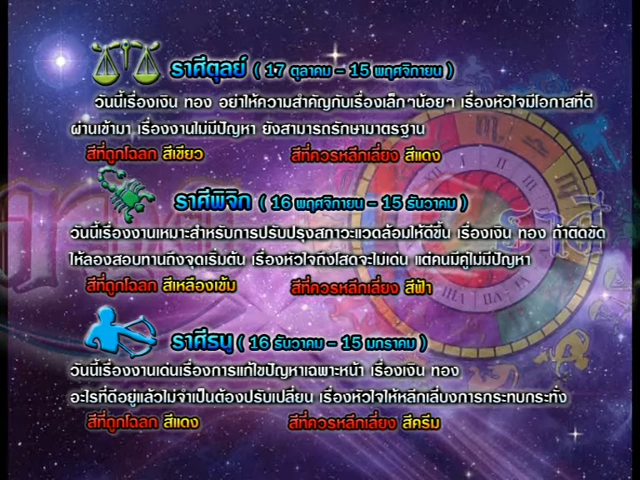 ราศีตุลย์ ( 17 ตุลาคม - 15 พฤศจิกายน )
วันนี้เรื่องเงิน ทอง อย่าให้ความสำคัญกับเรื่องเล็กๆน้อยๆ เรื่องหัวใจมีโอกาสที่ดี
ผ่านเข้ามา เรื่องงานไม่มีปัญหา ยังสามารถรักษามาตรฐาน
สีที่ถูกโฉลก สีเขียว สีที่ควรหลีกเลี่ยง สีแดง
ราศีพิจิก ( 16 พฤศจิกายน - 15 ธันวาคม )
วันนี้เรื่องงานเหมาะสำหรับการปรับปรุงสภาวะแวดล้อมให้ดีขึ้น เรื่องเงิน ทอง ถ้าติดขัด
ให้ลองสอบทานถึงจุดเริ่มต้น เรื่องหัวใจถึงโสดจะไม่เด่น แต่คนมีคู่ไม่มีปัญหา
สีที่ถูกโฉลก สีเหลืองเข้ม สีที่ควรหลีกเลี่ยง สีฟ้า
ราศีธนู ( 16 ธันวาคม - 15 มกราคม )
วันนี้เรื่องงานเด่นเรื่องการแก้ไขปัญหาเฉพาะหน้า เรื่องเงิน ทอง
อะไรที่ดีอยู่แล้วไม่จำเป็นต้องปรับเปลี่ยน เรื่องหัวใจให้หลีกเลี่ยงการกระทบกระทั่ง
สีที่ถูกโฉลก สีแดง สีที่ควรหลีกเลี่ยง สีครีม